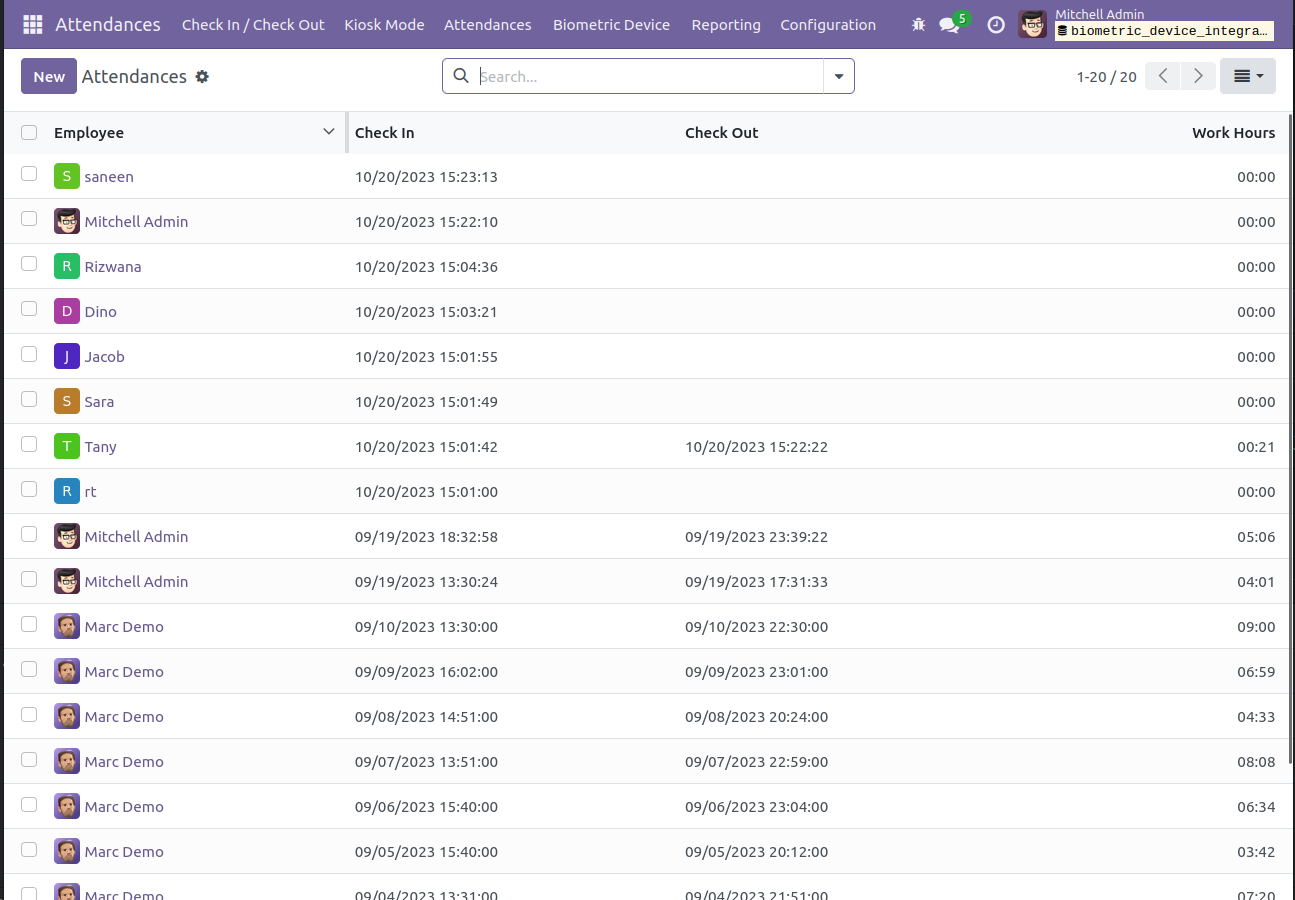 Attendances Check In / Check Out Kiosk Mode Attendances Biometric Device Reporting Configuration 5 Mitchell Admin
biometric_device_integra…
New Attendances Search... 1-20 / 20
Employee Check In Check Out Work Hours
S saneen 10/20/2023 15:23:13 00:00
Mitchell Admin 10/20/2023 15:22:10 00:00
R Rizwana 10/20/2023 15:04:36 00:00
D Dino 10/20/2023 15:03:21 00:00
J Jacob 10/20/2023 15:01:55 00:00
S Sara 10/20/2023 15:01:49 00:00
T Tany 10/20/2023 15:01:42 10/20/2023 15:22:22 00:21
R rt 10/20/2023 15:01:00 00:00
Mitchell Admin 09/19/2023 18:32:58 09/19/2023 23:39:22 05:06
Mitchell Admin 09/19/2023 13:30:24 09/19/2023 17:31:33 04:01
Marc Demo 09/10/2023 13:30:00 09/10/2023 22:30:00 09:00
Marc Demo 09/09/2023 16:02:00 09/09/2023 23:01:00 06:59
Marc Demo 09/08/2023 14:51:00 09/08/2023 20:24:00 04:33
Marc Demo 09/07/2023 13:51:00 09/07/2023 22:59:00 08:08
Marc Demo 09/06/2023 15:40:00 09/06/2023 23:04:00 06:34
Marc Demo 09/05/2023 15:40:00 09/05/2023 20:12:00 03:42
Marc Demo 09/04/2023 13:31:00 09/04/2023 21:51:00 07:20